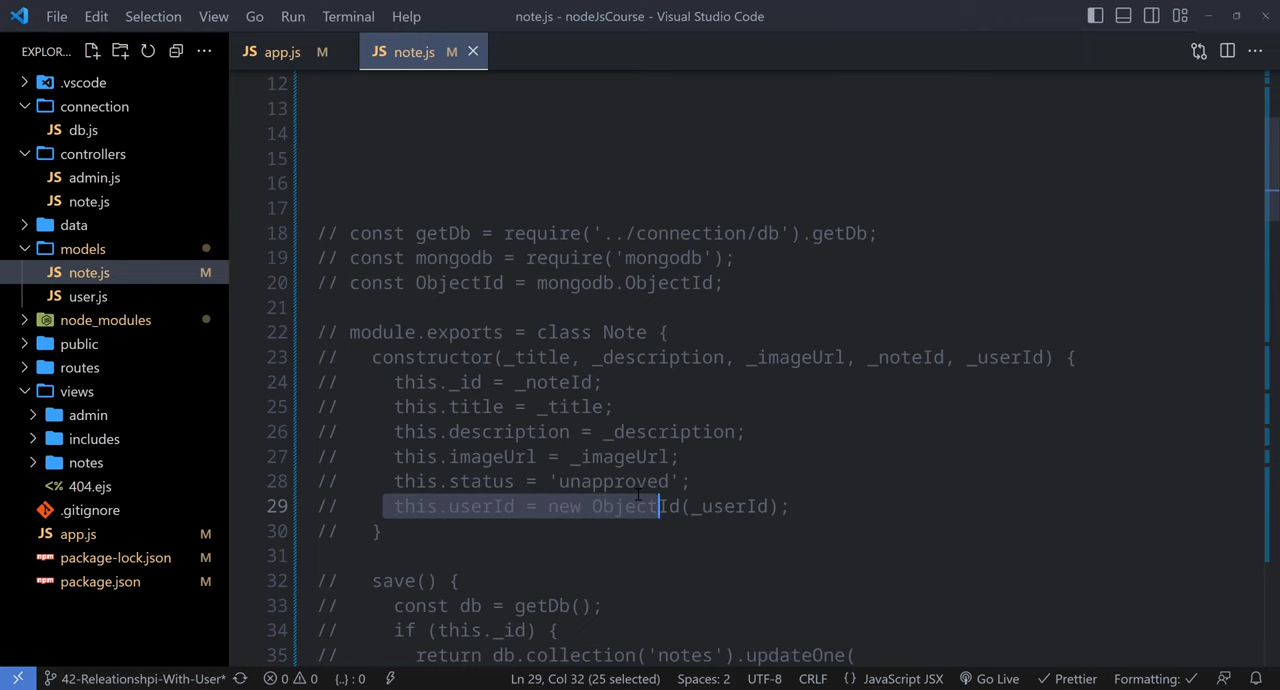 File Edit Selection View Go Run Terminal Help
note.js - nodeJsCourse - Visual Studio Code
EXPLOR...
JS app.js M
JS note.js M
.vscode
connection
JS db.js
controllers
JS admin.js
JS note.js
data
models
JS note.js M
JS user.js
node_modules
public
routes
views
admin
includes
notes
<> 404.ejs
.gitignore
JS app.js M
npm package-lock.json M
npm package.json M
12
13
14
15
16
17
18 // const getDb = require('../connection/db').getDb;
19 // const mongodb = require('mongodb');
20 // const ObjectId = mongodb.ObjectId;
21
22 // module.exports = class Note {
23 //   constructor(_title, _description, _imageUrl, _noteId, _userId) {
24 //     this._id = _noteId;
25 //     this.title = _title;
26 //     this.description = _description;
27 //     this.imageUrl = _imageUrl;
28 //     this.status = 'unapproved';
29 //     this.userId = new ObjectId(_userId);
30 //   }
31
32 //   save() {
33 //     const db = getDb();
34 //     if (this._id) {
35 //       return db.collection('notes').updateOne(
42-Releationshpi-With-User* 0 0 {..} : 0 Ln 29, Col 32 (25 selected) Spaces: 2 UTF-8 CRLF {} JavaScript JSX Go Live Prettier Formatting: